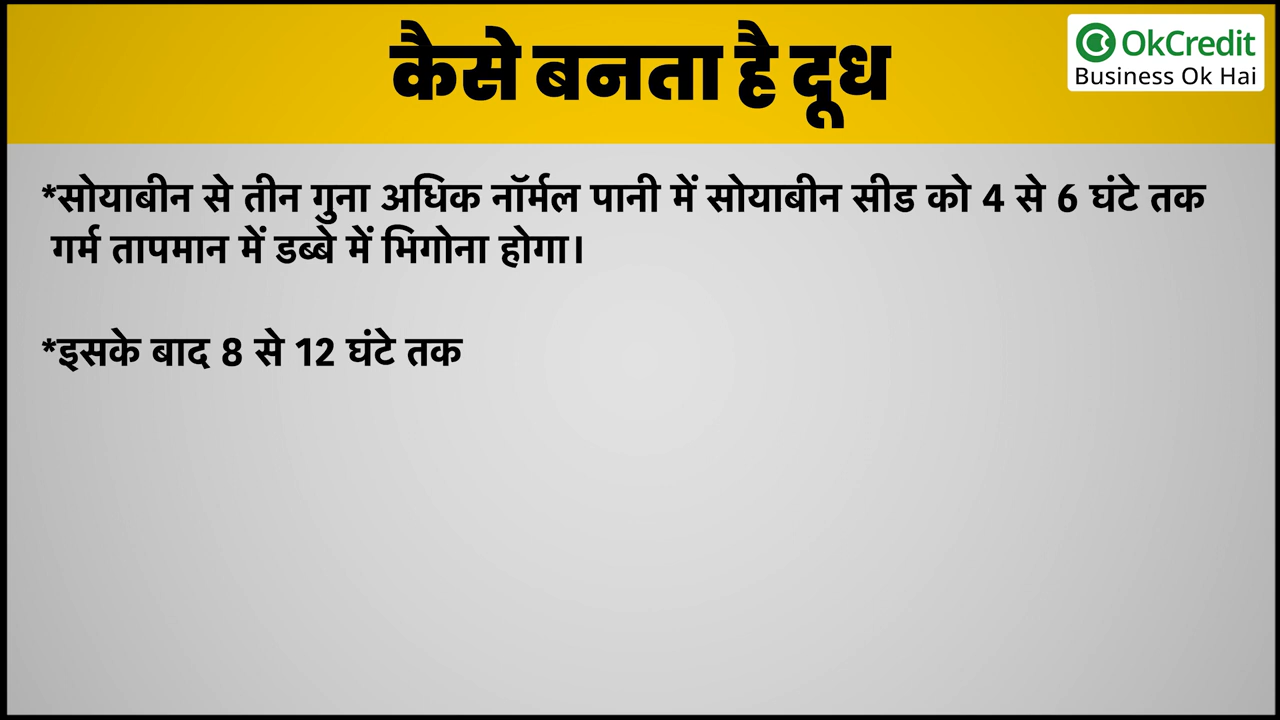 कैसे बनता है दूध
OkCredit
Business Ok Hai
*सोयाबीन से तीन गुना अधिक नॉर्मल पानी में सोयाबीन सीड को 4 से 6 घंटे तक
गर्म तापमान में डब्बे में भिगोना होगा।
*इसके बाद 8 से 12 घंटे तक